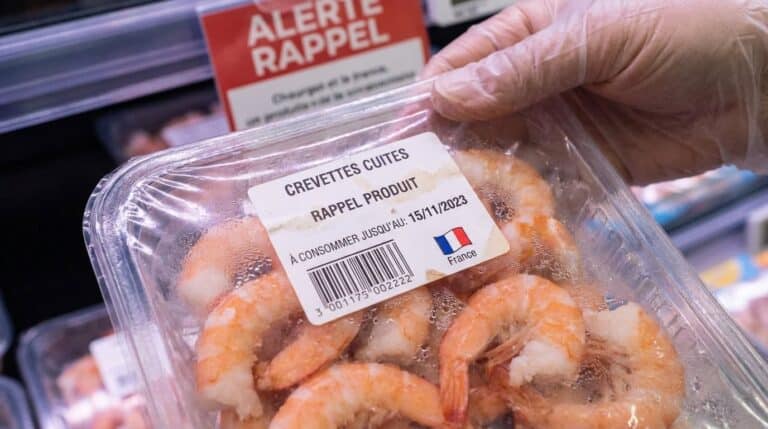 ALERTE
RAPPEL
CREVETTES CUITES
RAPPEL PRODUIT
À CONSOMMER JUSQU'AU: 15/11/2023
France
3 001175 002222